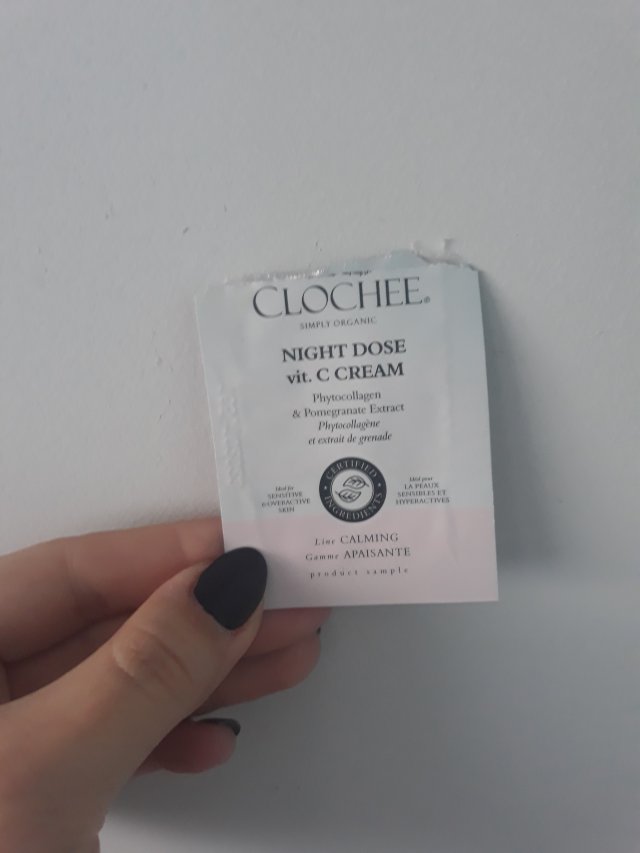 CLOCHEE®
SIMPLY ORGANIC
NIGHT DOSE
vit. C CREAM
Phytocollagen
& Pomegranate Extract
Phytocollagène
et extrait de grenade
CERTIFIED
INGREDIENTS
Ideal for
SENSITIVE
&OVERACTIVE
SKIN
Idéal pour
LA PEAUX
SENSIBLES ET
HYPERACTIVES
Line CALMING
Gamme APAISANTE
product sample